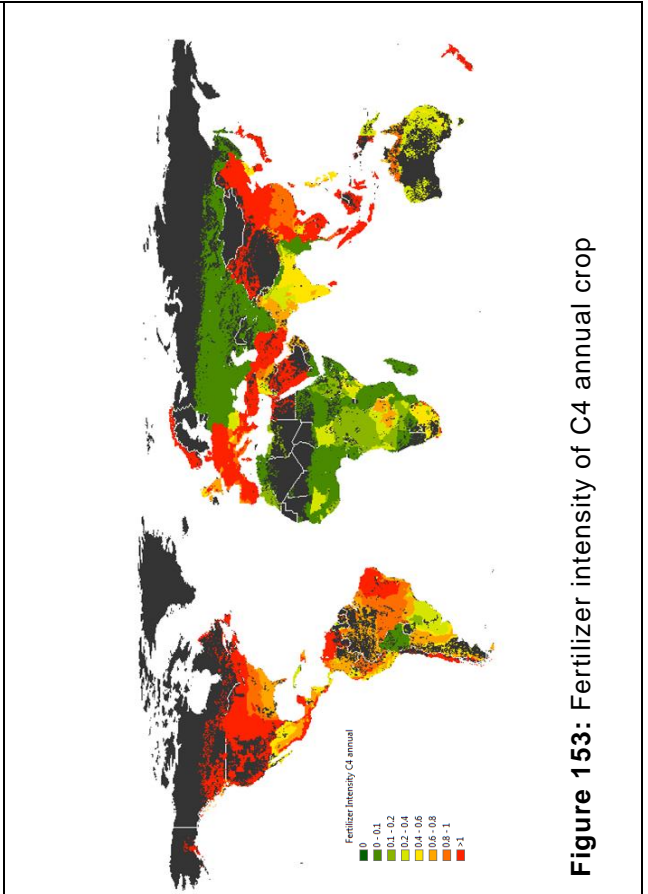 Fertilizer Intensity C4 annual
0
0 - 0.1
0.1 - 0.2
0.2 - 0.4
0.4 - 0.6
0.6 - 0.8
0.8 - 1
>1
Figure 153: Fertilizer intensity of C4 annual crop